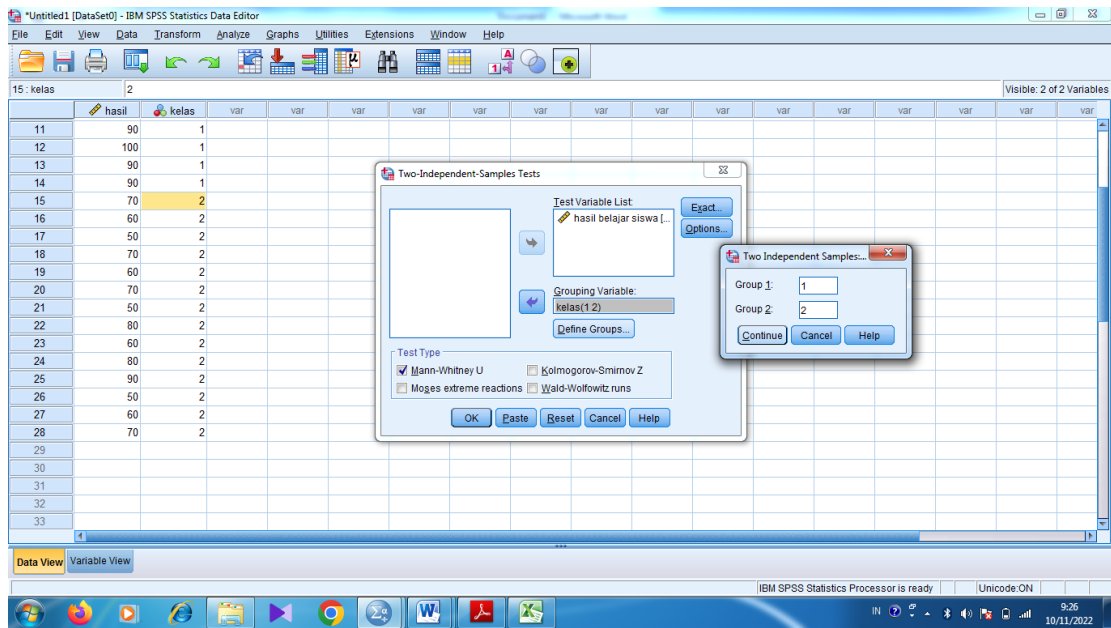 *Untitled1 [DataSet0] - IBM SPSS Statistics Data Editor
File Edit View Data Transform Analyze Graphs Utilities Extensions Window Help
15 : kelas 2 Visible: 2 of 2 Variables
hasil kelas var var var var var var var var var var var var var var var
11 90 1
12 100 1
13 90 1
14 90 1
15 70 2
16 60 2
17 50 2
18 70 2
19 60 2
20 70 2
21 50 2
22 80 2
23 60 2
24 80 2
25 90 2
26 50 2
27 60 2
28 70 2
29
30
31
32
33
Two-Independent-Samples Tests
Test Variable List:
hasil belajar siswa [...
Exact...
Options...
Grouping Variable:
kelas(1 2)
Define Groups...
Test Type
Mann-Whitney U Kolmogorov-Smirnov Z
Moses extreme reactions Wald-Wolfowitz runs
OK Paste Reset Cancel Help
Two Independent Samples:...
Group 1: 1
Group 2: 2
Continue Cancel Help
Data View Variable View
IBM SPSS Statistics Processor is ready Unicode:ON
IN 9:26
10/11/2022